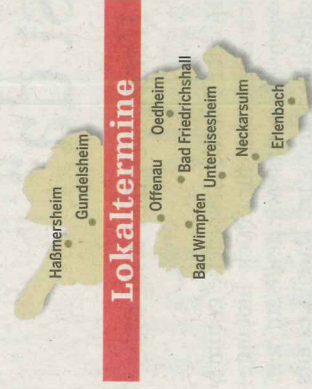 Haßmersheim
Gundelsheim
Lokaltermine
Offenau
Oedheim
Bad Friedrichshall
Bad Wimpfen
Untereisesheim
Neckarsulm
Erlenbach